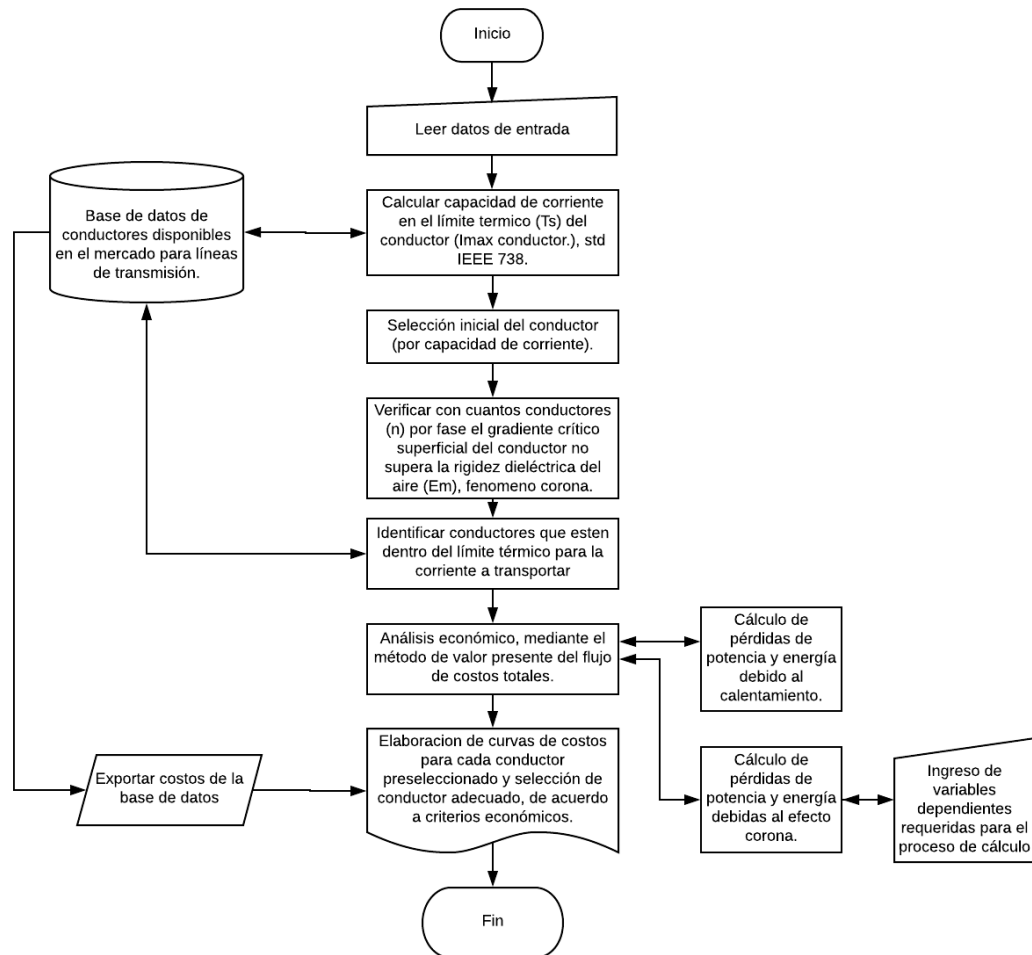 Inicio
Leer datos de entrada
Base de datos de
conductores disponibles
en el mercado para líneas
de transmisión.
Calcular capacidad de corriente
en el límite termico (Ts) del
conductor (Imax conductor.), std
IEEE 738.
Selección inicial del conductor
(por capacidad de corriente).
Verificar con cuantos conductores
(n) por fase el gradiente crítico
superficial del conductor no
supera la rigidez dieléctrica del
aire (Em), fenomeno corona.
Identificar conductores que esten
dentro del límite térmico para la
corriente a transportar
Análisis económico, mediante el
método de valor presente del flujo
de costos totales.
Cálculo de
pérdidas de
potencia y energía
debido al
calentamiento.
Exportar costos de la
base de datos
Elaboracion de curvas de costos
para cada conductor
preseleccionado y selección de
conductor adecuado, de acuerdo
a criterios económicos.
Cálculo de
pérdidas de
potencia y energía
debidas al efecto
corona.
Ingreso de
variables
dependientes
requeridas para el
proceso de cálculo
Fin